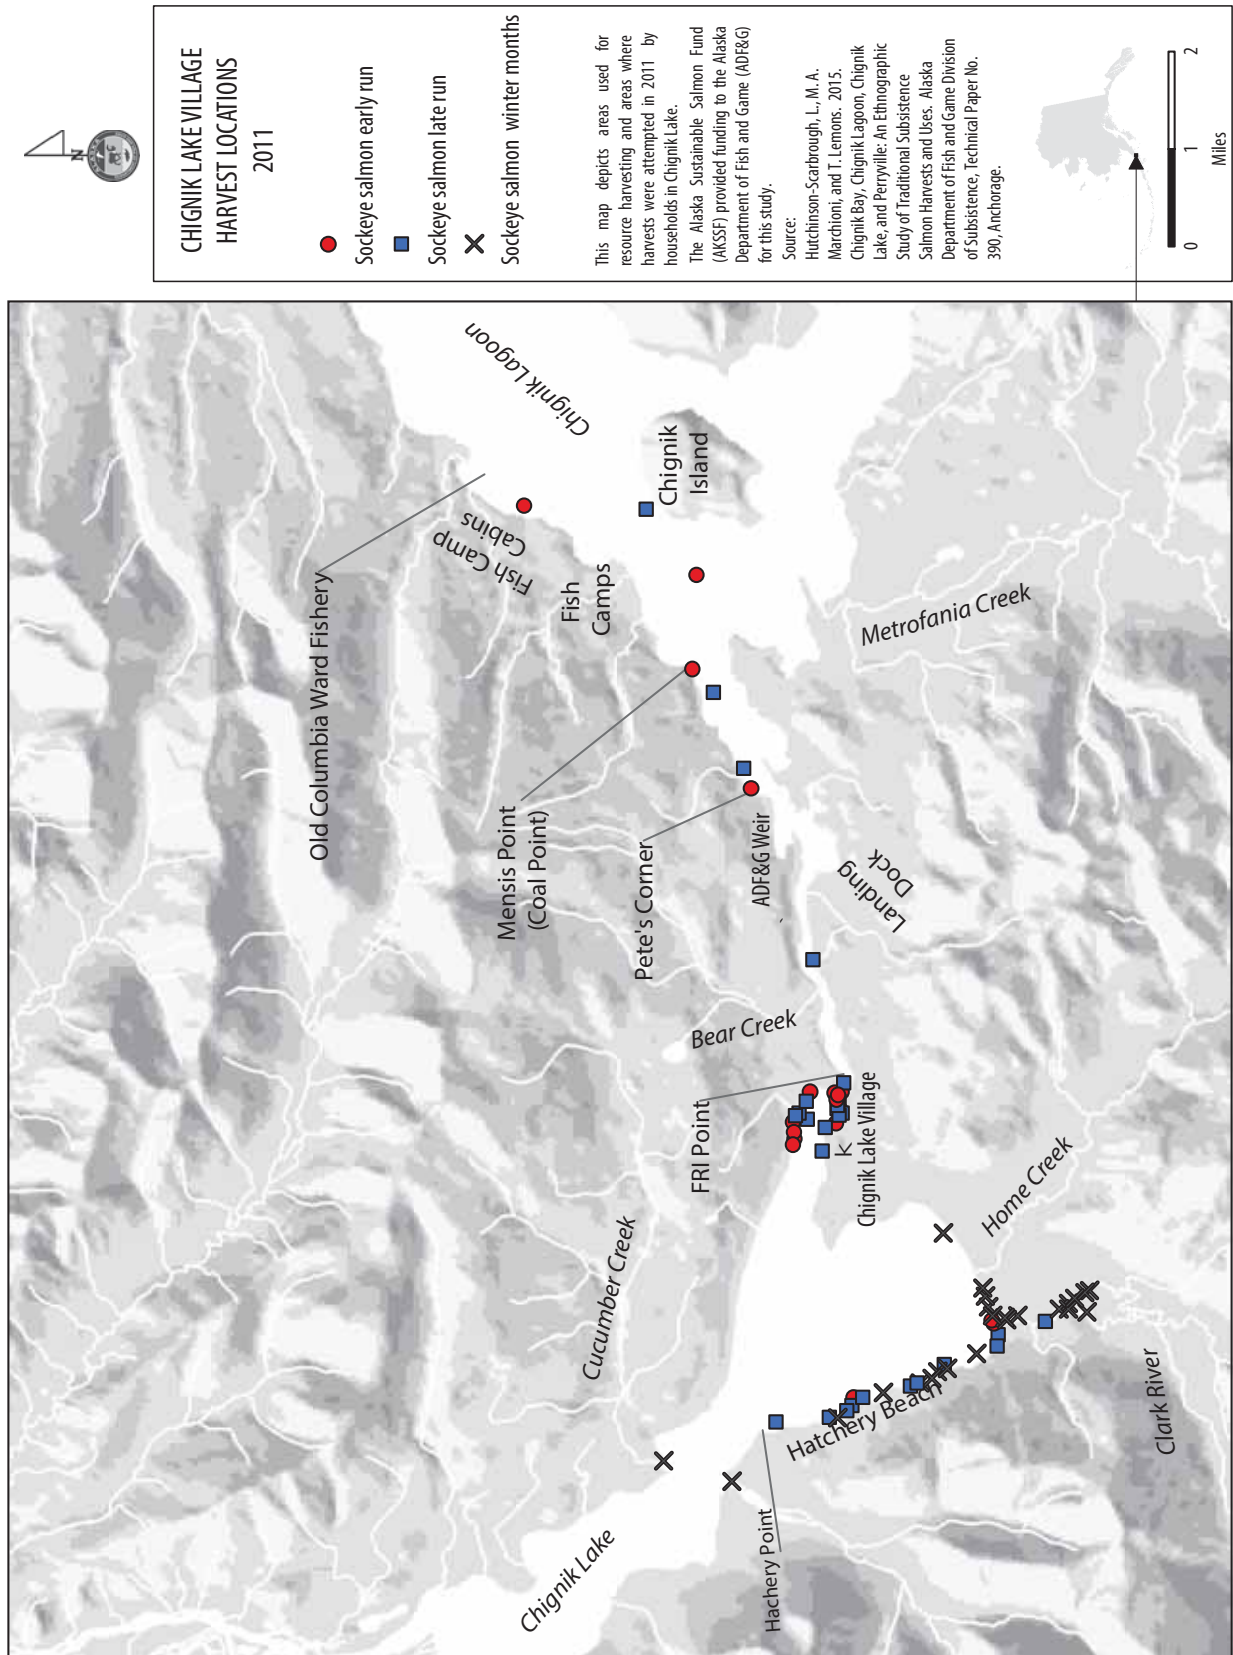 CHIGNIK LAKE VILLAGE
HARVEST LOCATIONS
2011
N
Sockeye salmon early run
Sockeye salmon late run
Sockeye salmon winter months
This map depicts areas used for
resource harvesting and areas where
harvests were attempted in 2011 by
households in Chignik Lake.
The Alaska Sustainable Salmon Fund
(AKSSF) provided funding to the Alaska
Department of Fish and Game (ADF&G)
for this study.
Source:
Hutchinson-Scarbrough, L., M. A.
Marchioni, and T. Lemons. 2015.
Chignik Bay, Chignik Lagoon, Chignik
Lake, and Perryville: An Ethnographic
Study of Traditional Subsistence
Salmon Harvests and Uses. Alaska
Department of Fish and Game Division
of Subsistence, Technical Paper No.
390, Anchorage.
0 1 2
Miles
Chignik Lagoon
Chignik
Island
Old Columbia Ward Fishery
Fish Camp
Cabins
Fish
Camps
Metrofania Creek
Mensis Point
(Coal Point)
Pete's Corner
ADF&G Weir
Landing
Dock
Bear Creek
FRI Point
Chignik Lake Village
Home Creek
Cucumber Creek
Hatchery Beach
Clark River
Hachery Point
Chignik Lake